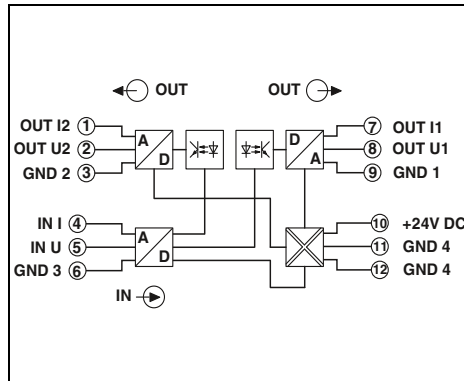 OUT OUT
OUT I2 1 A D D A 7 OUT I1
OUT U2 2 8 OUT U1
GND 2 3 9 GND 1
IN I 4 A D 10 +24V DC
IN U 5 11 GND 4
GND 3 6 12 GND 4
IN